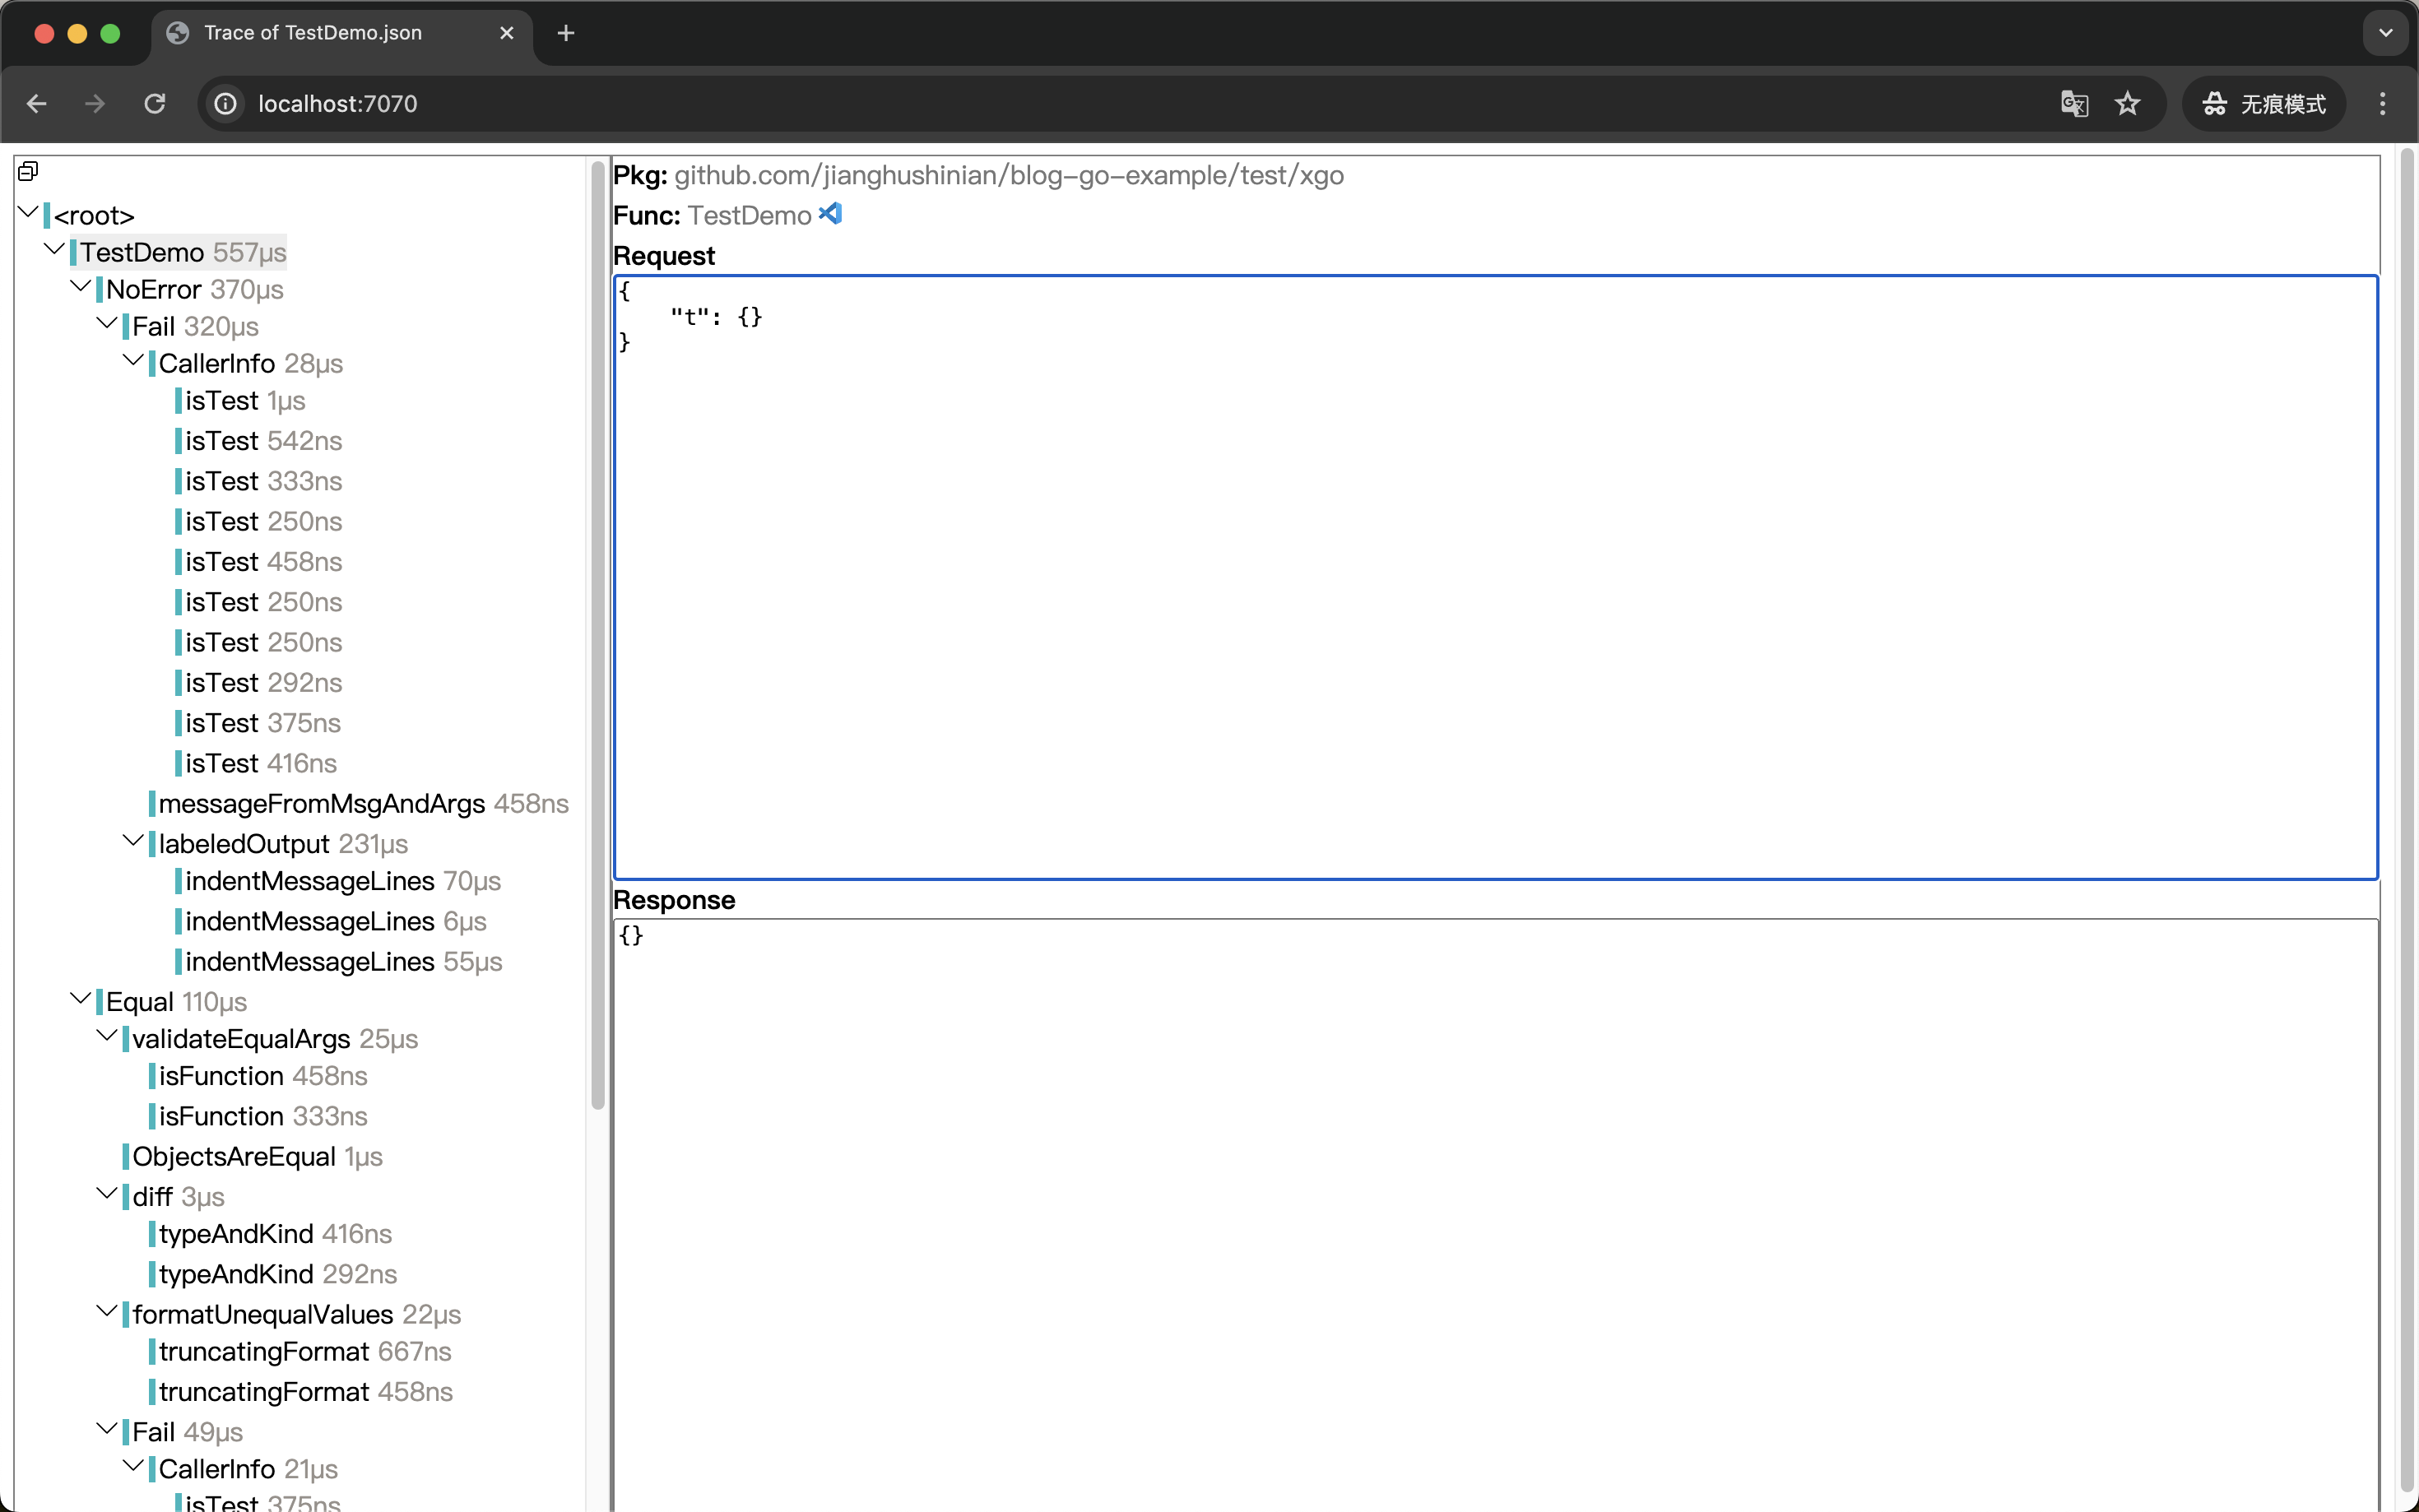 Trace of TestDemo.json
localhost:7070
无痕模式
<root>
TestDemo 557µs
NoError 370µs
Fail 320µs
CallerInfo 28µs
isTest 1µs
isTest 542ns
isTest 333ns
isTest 250ns
isTest 458ns
isTest 250ns
isTest 250ns
isTest 292ns
isTest 375ns
isTest 416ns
messageFromMsgAndArgs 458ns
labeledOutput 231µs
indentMessageLines 70µs
indentMessageLines 6µs
indentMessageLines 55µs
Equal 110µs
validateEqualArgs 25µs
isFunction 458ns
isFunction 333ns
ObjectsAreEqual 1µs
diff 3µs
typeAndKind 416ns
typeAndKind 292ns
formatUnequalValues 22µs
truncatingFormat 667ns
truncatingFormat 458ns
Fail 49µs
CallerInfo 21µs
isTest 375ns
Pkg: github.com/jianghushinian/blog-go-example/test/xgo
Func: TestDemo
Request
{
    "t": {}
}
Response
{}